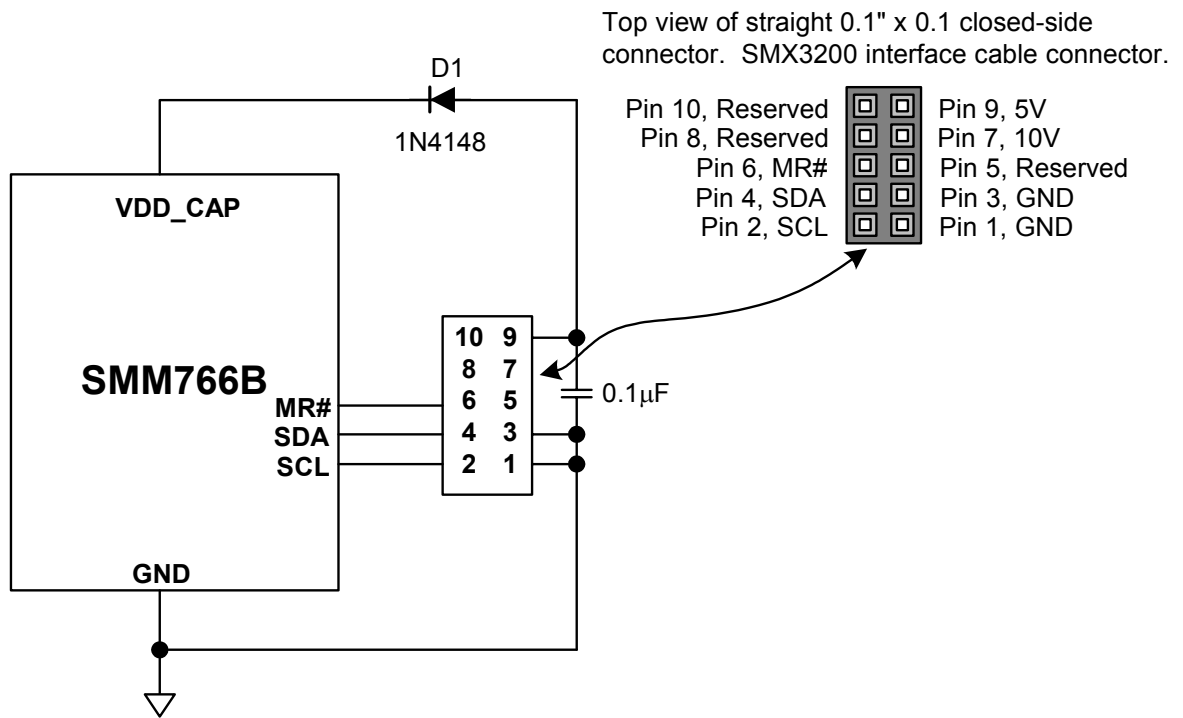 Top view of straight 0.1" x 0.1 closed-side
connector. SMX3200 interface cable connector.
D1
1N4148
Pin 10, Reserved
Pin 9, 5V
Pin 8, Reserved
Pin 7, 10V
Pin 6, MR#
Pin 5, Reserved
Pin 4, SDA
Pin 3, GND
Pin 2, SCL
Pin 1, GND
VDD_CAP
SMM766B
MR#
SDA
SCL
GND
10 9
8 7
6 5
4 3
2 1
0.1μF